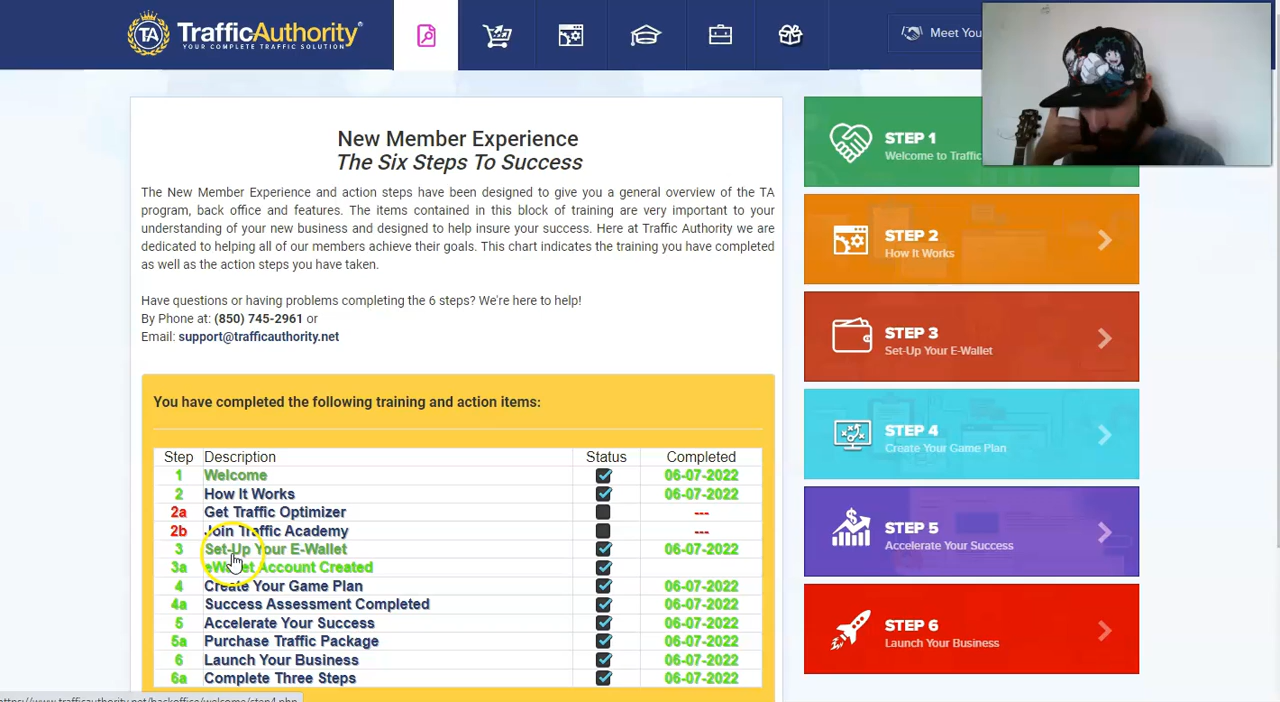 TA TrafficAuthority
YOUR COMPLETE TRAFFIC SOLUTION
Meet You
New Member Experience
The Six Steps To Success
The New Member Experience and action steps have been designed to give you a general overview of the TA
program, back office and features. The items contained in this block of training are very important to your
understanding of your new business and designed to help insure your success. Here at Traffic Authority we are
dedicated to helping all of our members achieve their goals. This chart indicates the training you have completed
as well as the action steps you have taken.
Have questions or having problems completing the 6 steps? We're here to help!
By Phone at: (850) 745-2961 or
Email: support@trafficauthority.net
You have completed the following training and action items:
Step Description Status Completed
1 Welcome 06-07-2022
2 How It Works 06-07-2022
2a Get Traffic Optimizer ---
2b Join Traffic Academy ---
3 Set-Up Your E-Wallet 06-07-2022
3a eWallet Account Created
4 Create Your Game Plan 06-07-2022
4a Success Assessment Completed 06-07-2022
5 Accelerate Your Success 06-07-2022
5a Purchase Traffic Package 06-07-2022
6 Launch Your Business 06-07-2022
6a Complete Three Steps 06-07-2022
STEP 1
Welcome to Traffic
STEP 2
How It Works
STEP 3
Set-Up Your E-Wallet
STEP 4
Create Your Game Plan
STEP 5
Accelerate Your Success
STEP 6
Launch Your Business
https://www.trafficauthority.net/backoffice/welcome/step4.php